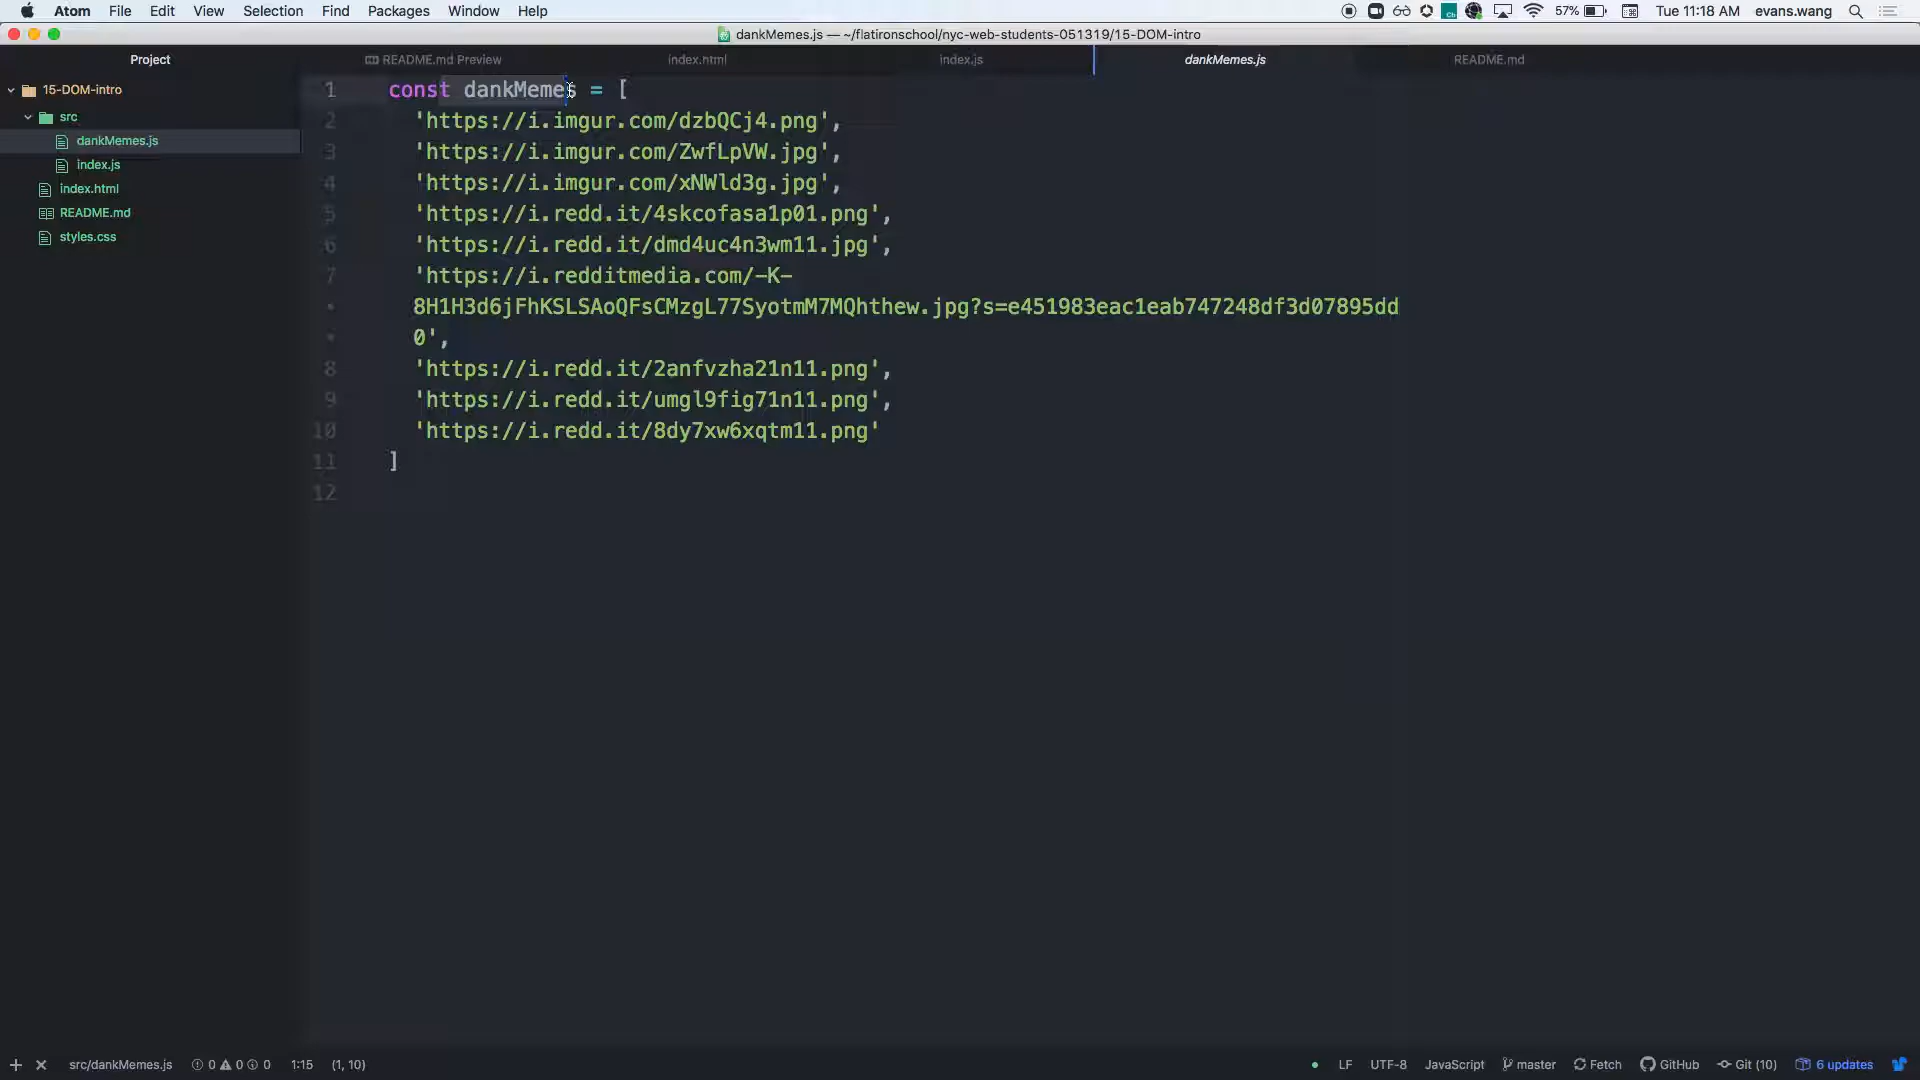 Atom File Edit View Selection Find Packages Window Help 57% Tue 11:18 AM evans.wang
dankMemes.js — ~/flatironschool/nyc-web-students-051319/15-DOM-intro
Project README.md Preview index.html index.js dankMemes.js README.md
15-DOM-intro
src
dankMemes.js
index.js
index.html
README.md
styles.css
1 const dankMemes = [
2 'https://i.imgur.com/dzbQCj4.png',
3 'https://i.imgur.com/ZwfLpVW.jpg',
4 'https://i.imgur.com/xNWld3g.jpg',
5 'https://i.redd.it/4skcofasa1p01.png',
6 'https://i.redd.it/dmd4uc4n3wm11.jpg',
7 'https://i.redditmedia.com/-K-
• 8H1H3d6jFhKSLSAoQFsCMzgL77SyotmM7MQhthew.jpg?s=e451983eac1eab747248df3d07895dd
• 0',
8 'https://i.redd.it/2anfvzha21n11.png',
9 'https://i.redd.it/umgl9fig71n11.png',
10 'https://i.redd.it/8dy7xw6xqtm11.png'
11 ]
12
src/dankMemes.js 0 0 0 1:15 (1, 10) LF UTF-8 JavaScript master Fetch GitHub Git (10) 6 updates